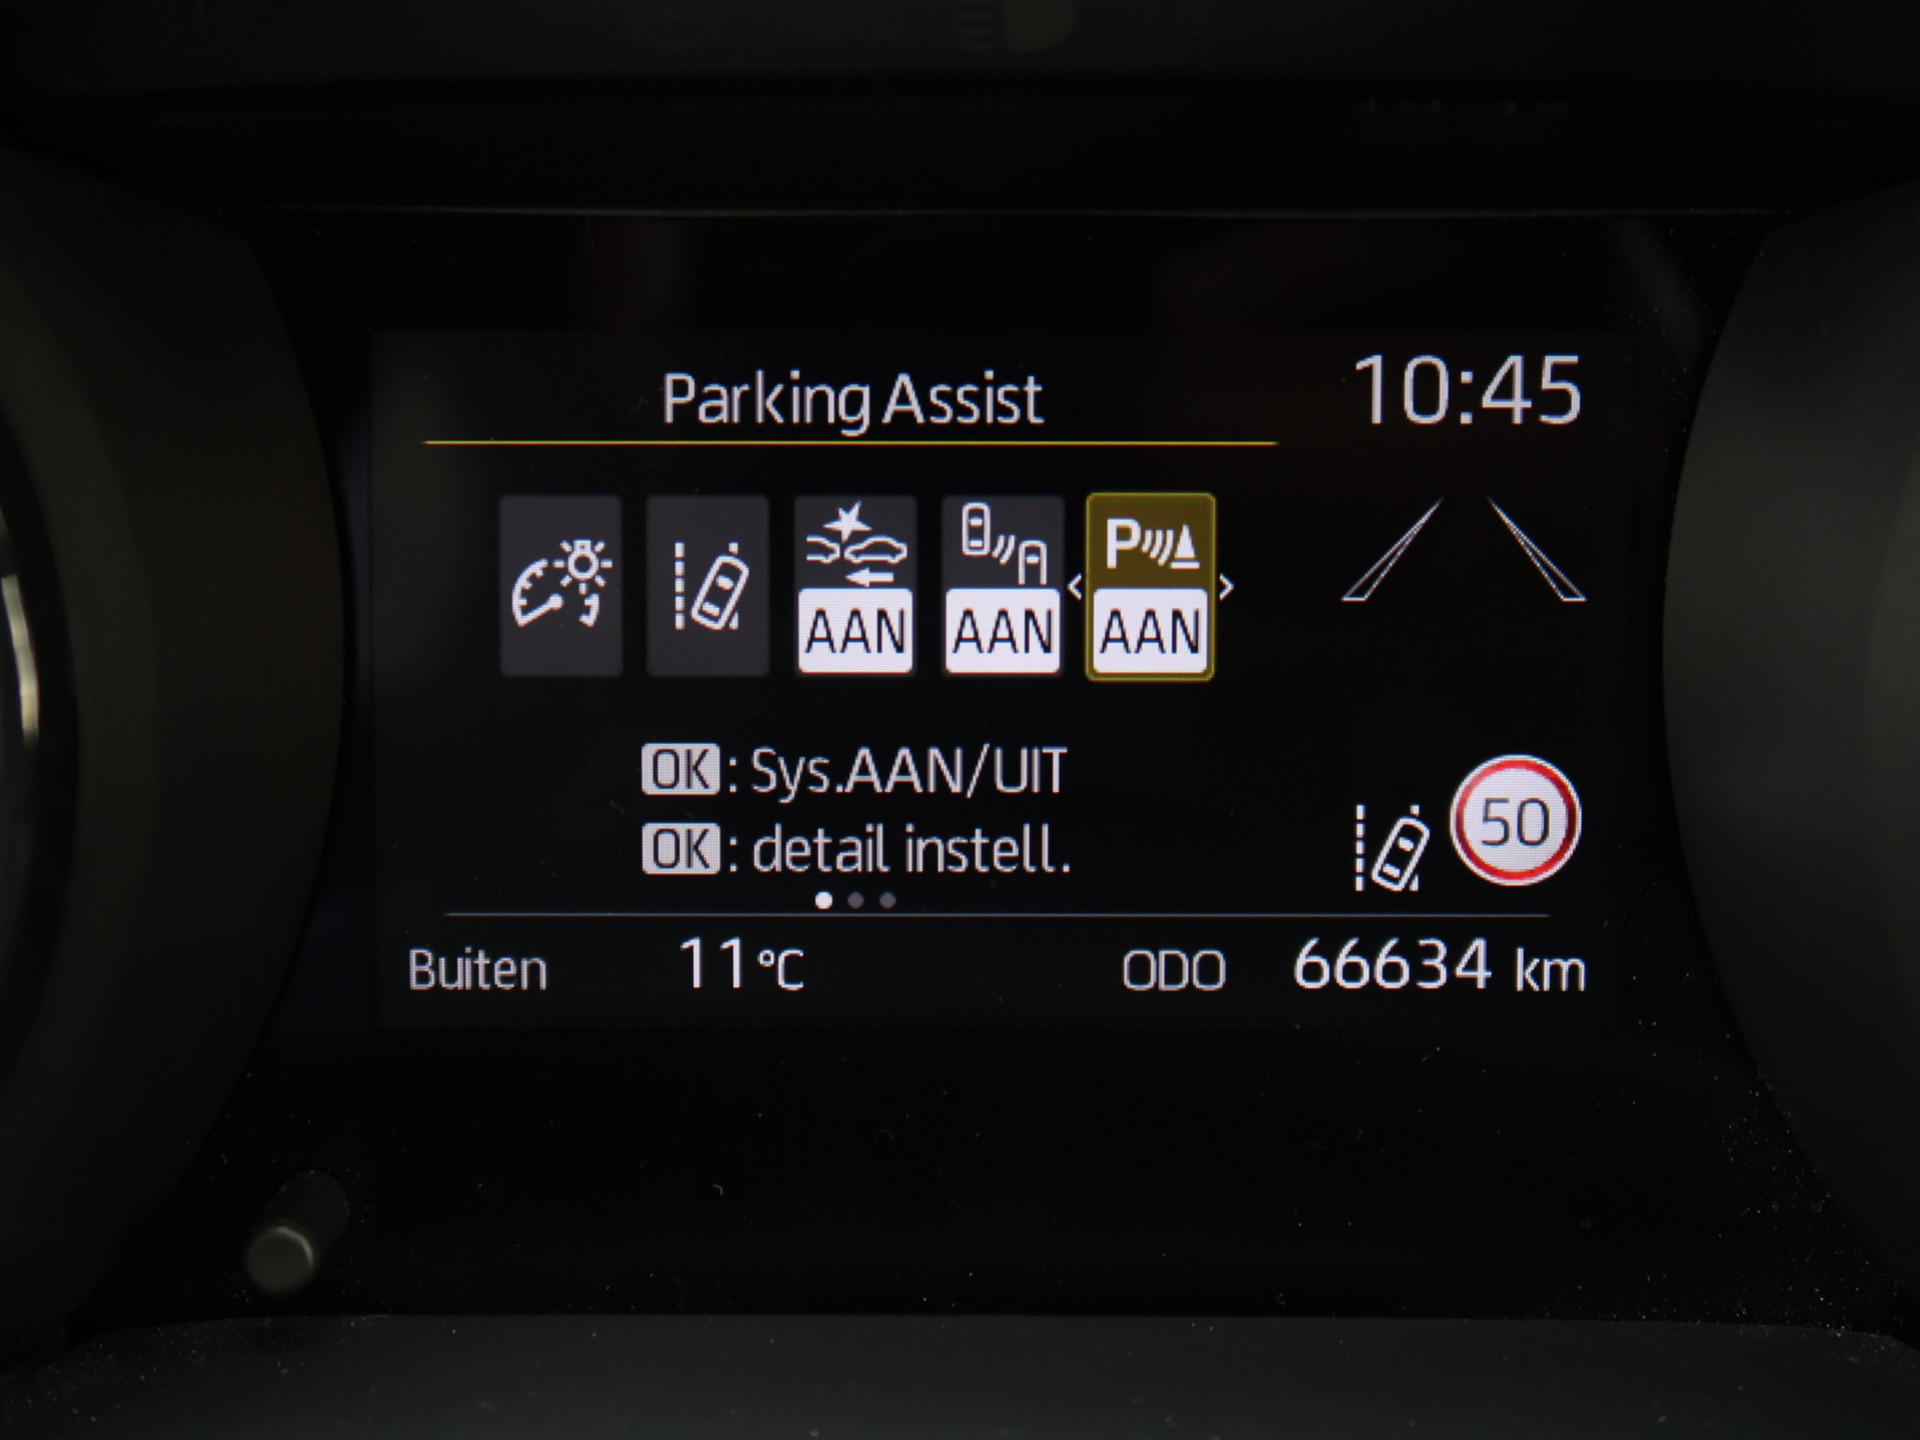 Parking Assist
10:45
P
AAN AAN AAN
OK : Sys.AAN/UIT
OK : detail instell.
50
Buiten 11°C ODO 66634 km